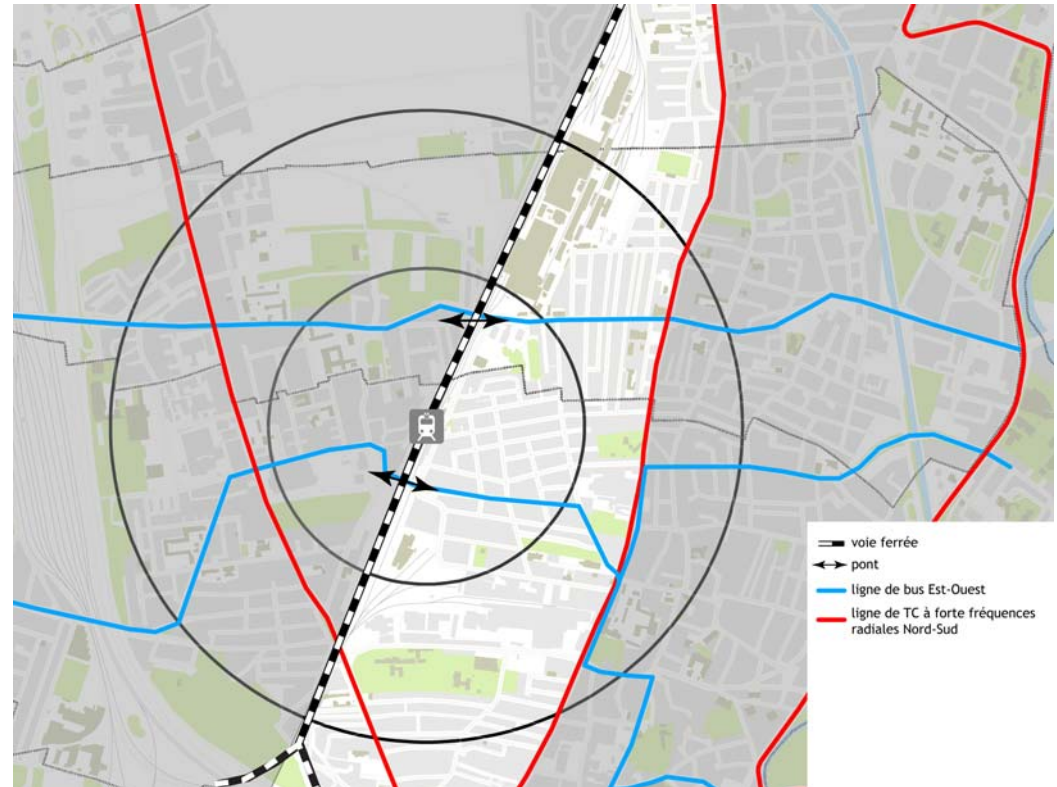 voie ferrée
pont
ligne de bus Est-Ouest
ligne de TC à forte fréquences
radiales Nord-Sud